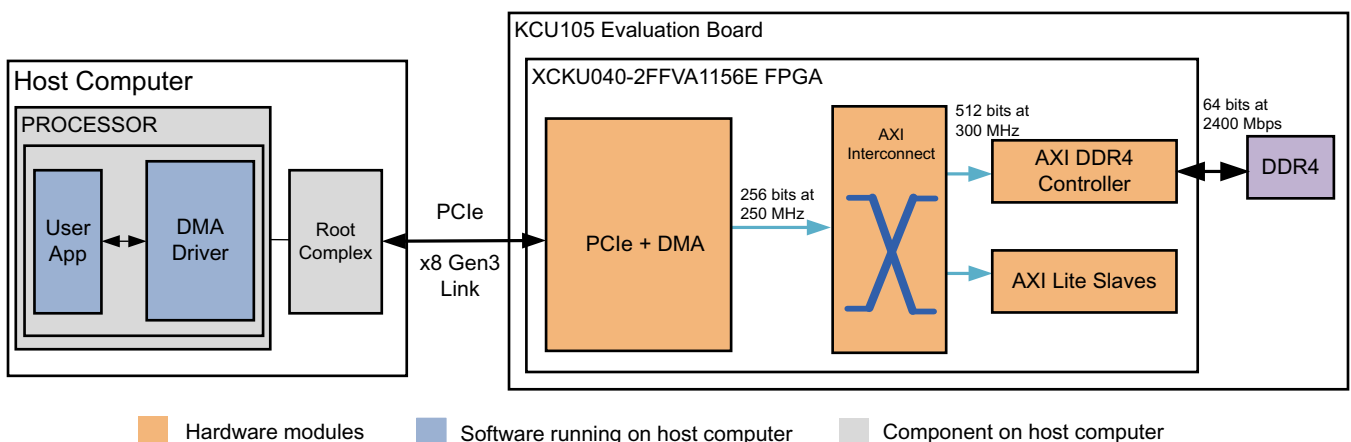 KCU105 Evaluation Board
Host Computer
XCKU040-2FFVA1156E FPGA
PROCESSOR
User
App
DMA
Driver
Root
Complex
PCIe
x8 Gen3
Link
PCIe + DMA
256 bits at
250 MHz
AXI
Interconnect
512 bits at
300 MHz
AXI DDR4
Controller
AXI Lite Slaves
64 bits at
2400 Mbps
DDR4
Hardware modules
Software running on host computer
Component on host computer